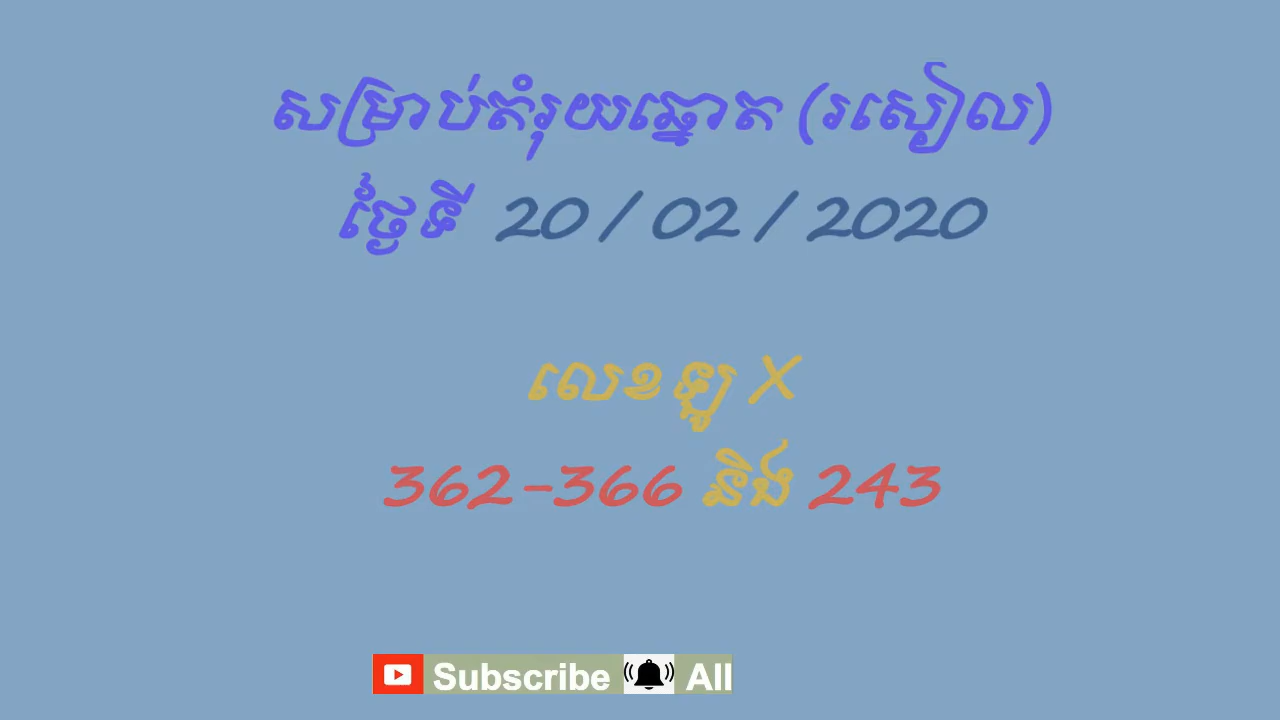 សម្រាប់តំរុយឆ្នោត (រសៀល)
ថ្ងៃទី 20 / 02 / 2020
លេខឡូ X
362-366 និង 243
Subscribe All